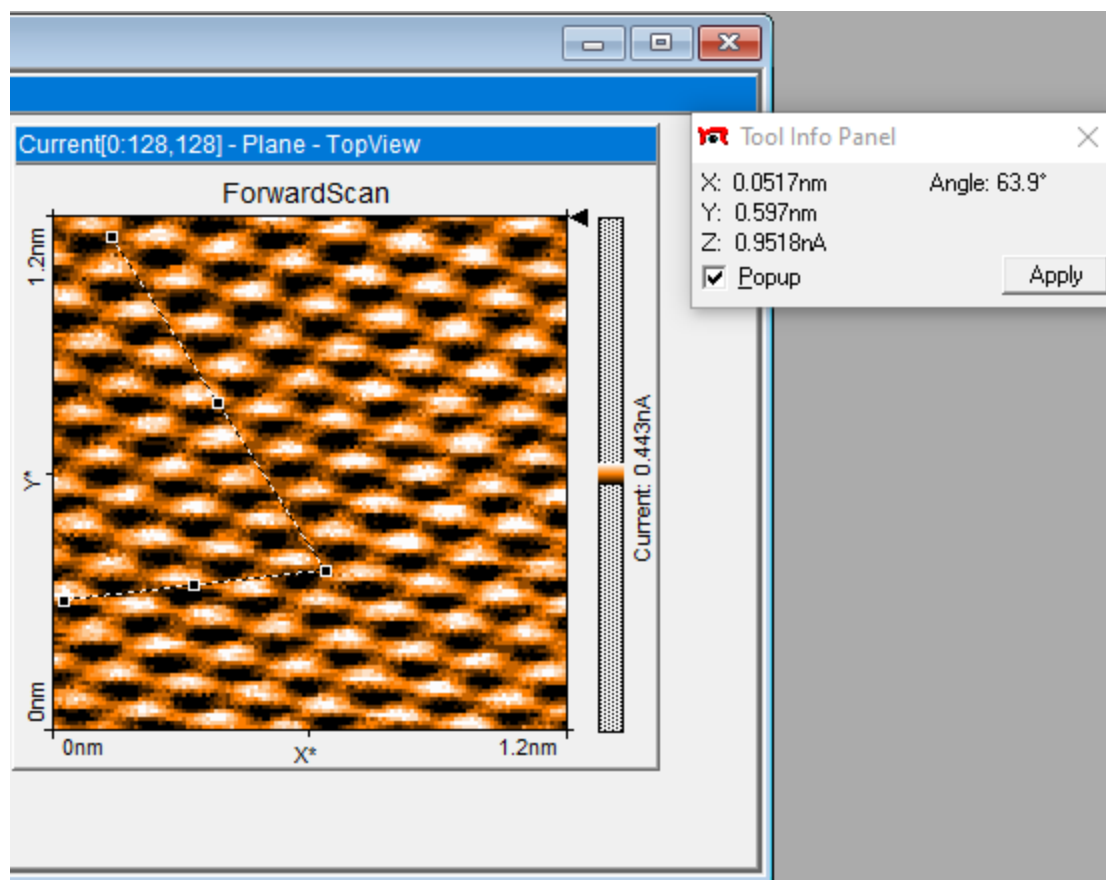 Current[0:128,128] - Plane - TopView
ForwardScan
1.2nm
Y*
0nm
0nm
X*
1.2nm
Current: 0.443nA
Tool Info Panel
X: 0.0517nm
Angle: 63.9°
Y: 0.597nm
Z: 0.9518nA
Popup
Apply